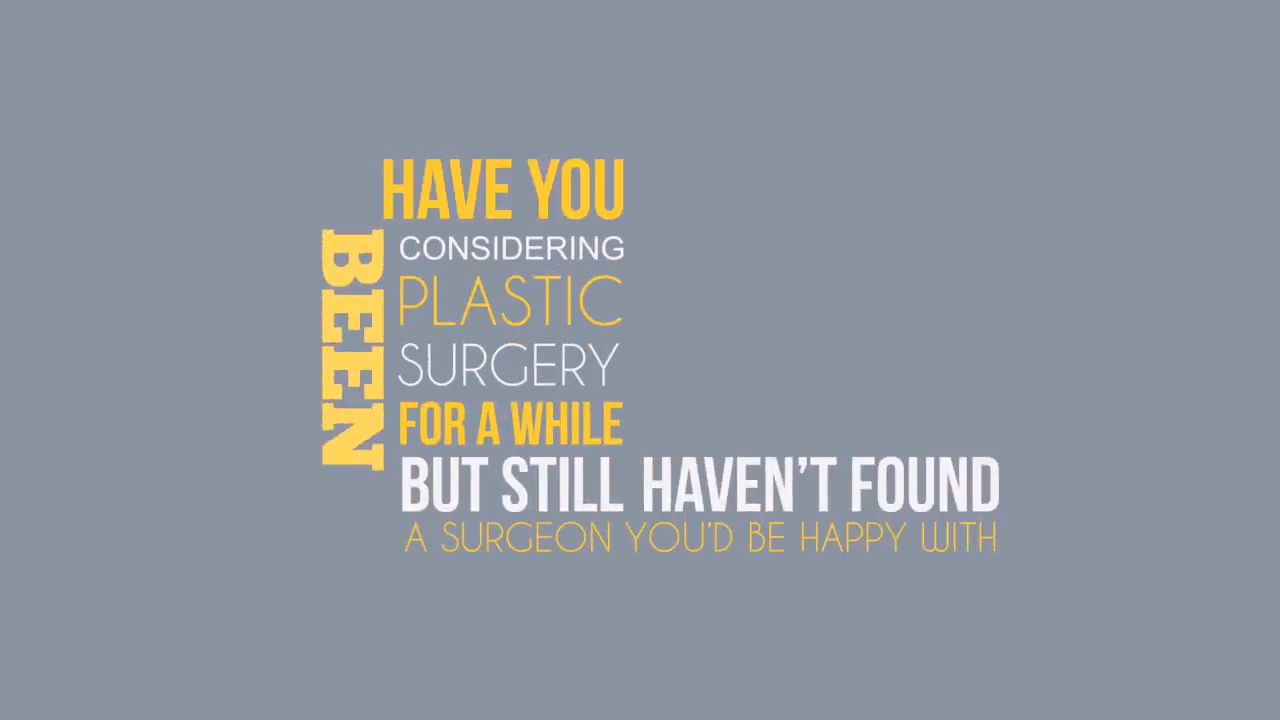 HAVE YOU
BEEN
CONSIDERING
PLASTIC
SURGERY
FOR A WHILE
BUT STILL HAVEN'T FOUND
A SURGEON YOU'D BE HAPPY WITH